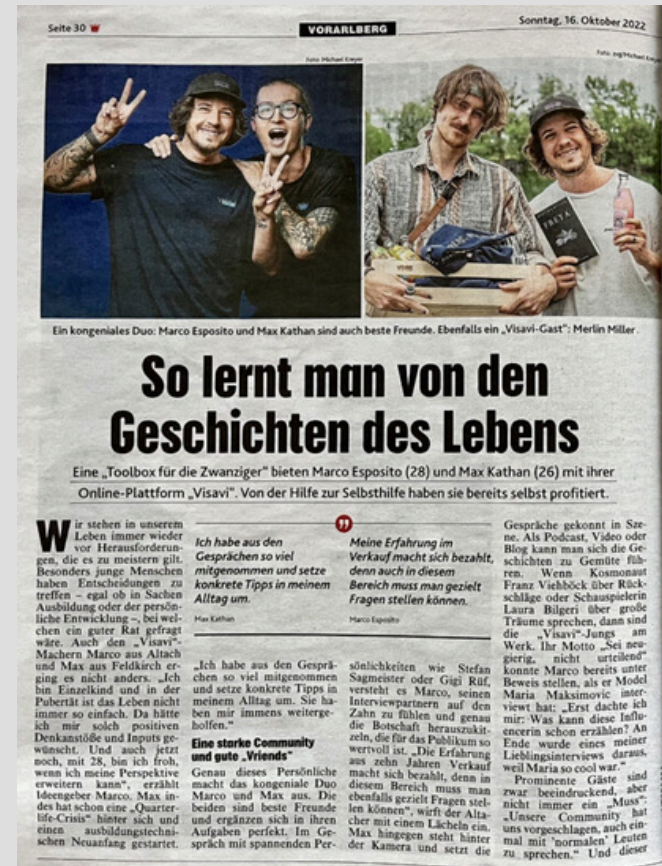 Seite 30
VORARLBERG
Sonntag, 16. Oktober 2022
Foto: Michael Kreyer
FREYA
Ein kongeniales Duo: Marco Esposito und Max Kathan sind auch beste Freunde. Ebenfalls ein „Visavi-Gast“: Merlin Miller.
So lernt man von den
Geschichten des Lebens
Eine „Toolbox für die Zwanziger“ bieten Marco Esposito (28) und Max Kathan (26) mit ihrer
Online-Plattform „Visavi“. Von der Hilfe zur Selbsthilfe haben sie bereits selbst profitiert.
Wir stehen in unserem
Leben immer wieder
vor Herausforderun-
gen, die es zu meistern gilt.
Besonders junge Menschen
haben Entscheidungen zu
treffen – egal ob in Sachen
Ausbildung oder der persön-
liche Entwicklung –, bei wel-
chen ein guter Rat gefragt
wäre. Auch den „Visavi“-
Machern Marco aus Altach
und Max aus Feldkirch er-
ging es nicht anders. „Ich
bin Einzelkind und in der
Pubertät ist das Leben nicht
immer so einfach. Da hätte
ich mir solch positiven
Denkanstöße und Inputs ge-
wünscht. Und auch jetzt
noch, mit 28, bin ich froh,
wenn ich meine Perspektive
erweitern kann“, erzählt
Ideengeber Marco. Max in-
des hat schon eine „Quarter-
life-Crisis“ hinter sich und
einen ausbildungstechni-
schen Neuanfang gestartet.
Ich habe aus den
Gesprächen so viel
mitgenommen und setze
konkrete Tipps in meinem
Alltag um.
Max Kathan
Meine Erfahrung im
Verkauf macht sich bezahlt,
denn auch in diesem
Bereich muss man gezielt
Fragen stellen können.
Marco Esposito
„Ich habe aus den Gesprä-
chen so viel mitgenommen
und setze konkrete Tipps in
meinem Alltag um. Sie ha-
ben mir immens weiterge-
holfen.“
Eine starke Community
und gute „Vriends“
Genau dieses Persönliche
macht das kongeniale Duo
Marco und Max aus. Die
beiden sind beste Freunde
und ergänzen sich in ihren
Aufgaben perfekt. Im Ge-
spräch mit spannenden Per-
sönlichkeiten wie Stefan
Sagmeister oder Gigi Rüf,
versteht es Marco, seinen
Interviewpartnern auf den
Zahn zu fühlen und genau
die Botschaft herauszukit-
zeln, die für das Publikum so
wertvoll ist. „Die Erfahrung
aus zehn Jahren Verkauf
macht sich bezahlt, denn in
diesem Bereich muss man
ebenfalls gezielt Fragen stel-
len können“, wirft der Alta-
cher mit einem Lächeln ein.
Max hingegen steht hinter
der Kamera und setzt die
Gespräche gekonnt in Sze-
ne. Als Podcast, Video oder
Blog kann man sich die Ge-
schichten zu Gemüte füh-
ren. Wenn Kosmonaut
Franz Viehböck über Rück-
schläge oder Schauspielerin
Laura Bilgeri über große
Träume sprechen, dann sind
die „Visavi“-Jungs am
Werk. Ihr Motto „Sei neu-
gierig, nicht urteilend“
konnte Marco bereits unter
Beweis stellen, als er Model
Maria Maksimovic inter-
viewt hat: „Erst dachte ich
mir: Was kann diese Influ-
encerin schon erzählen? An
Ende wurde eines meiner
Lieblingsinterviews daraus,
weil Maria so cool war.“
Prominente Gäste sind
zwar beeindruckend, aber
nicht immer ein „Muss“.
„Unsere Community hat
uns vorgeschlagen, auch ein-
mal mit 'normalen' Leuten
zu sprechen.“ Und dieser